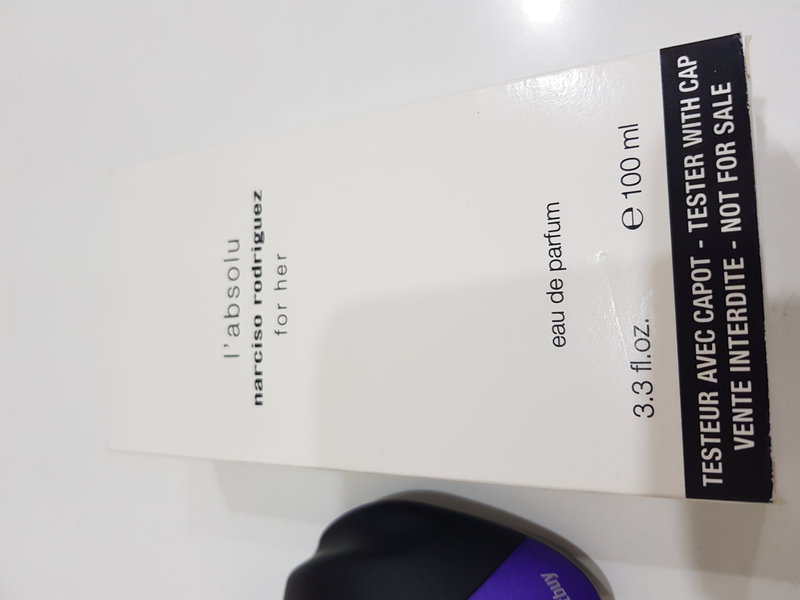 l'absolu
narciso rodriguez
for her
eau de parfum
3.3 fl.oz. ℮ 100 ml
TESTEUR AVEC CAPOT - TESTER WITH CAP
VENTE INTERDITE - NOT FOR SALE